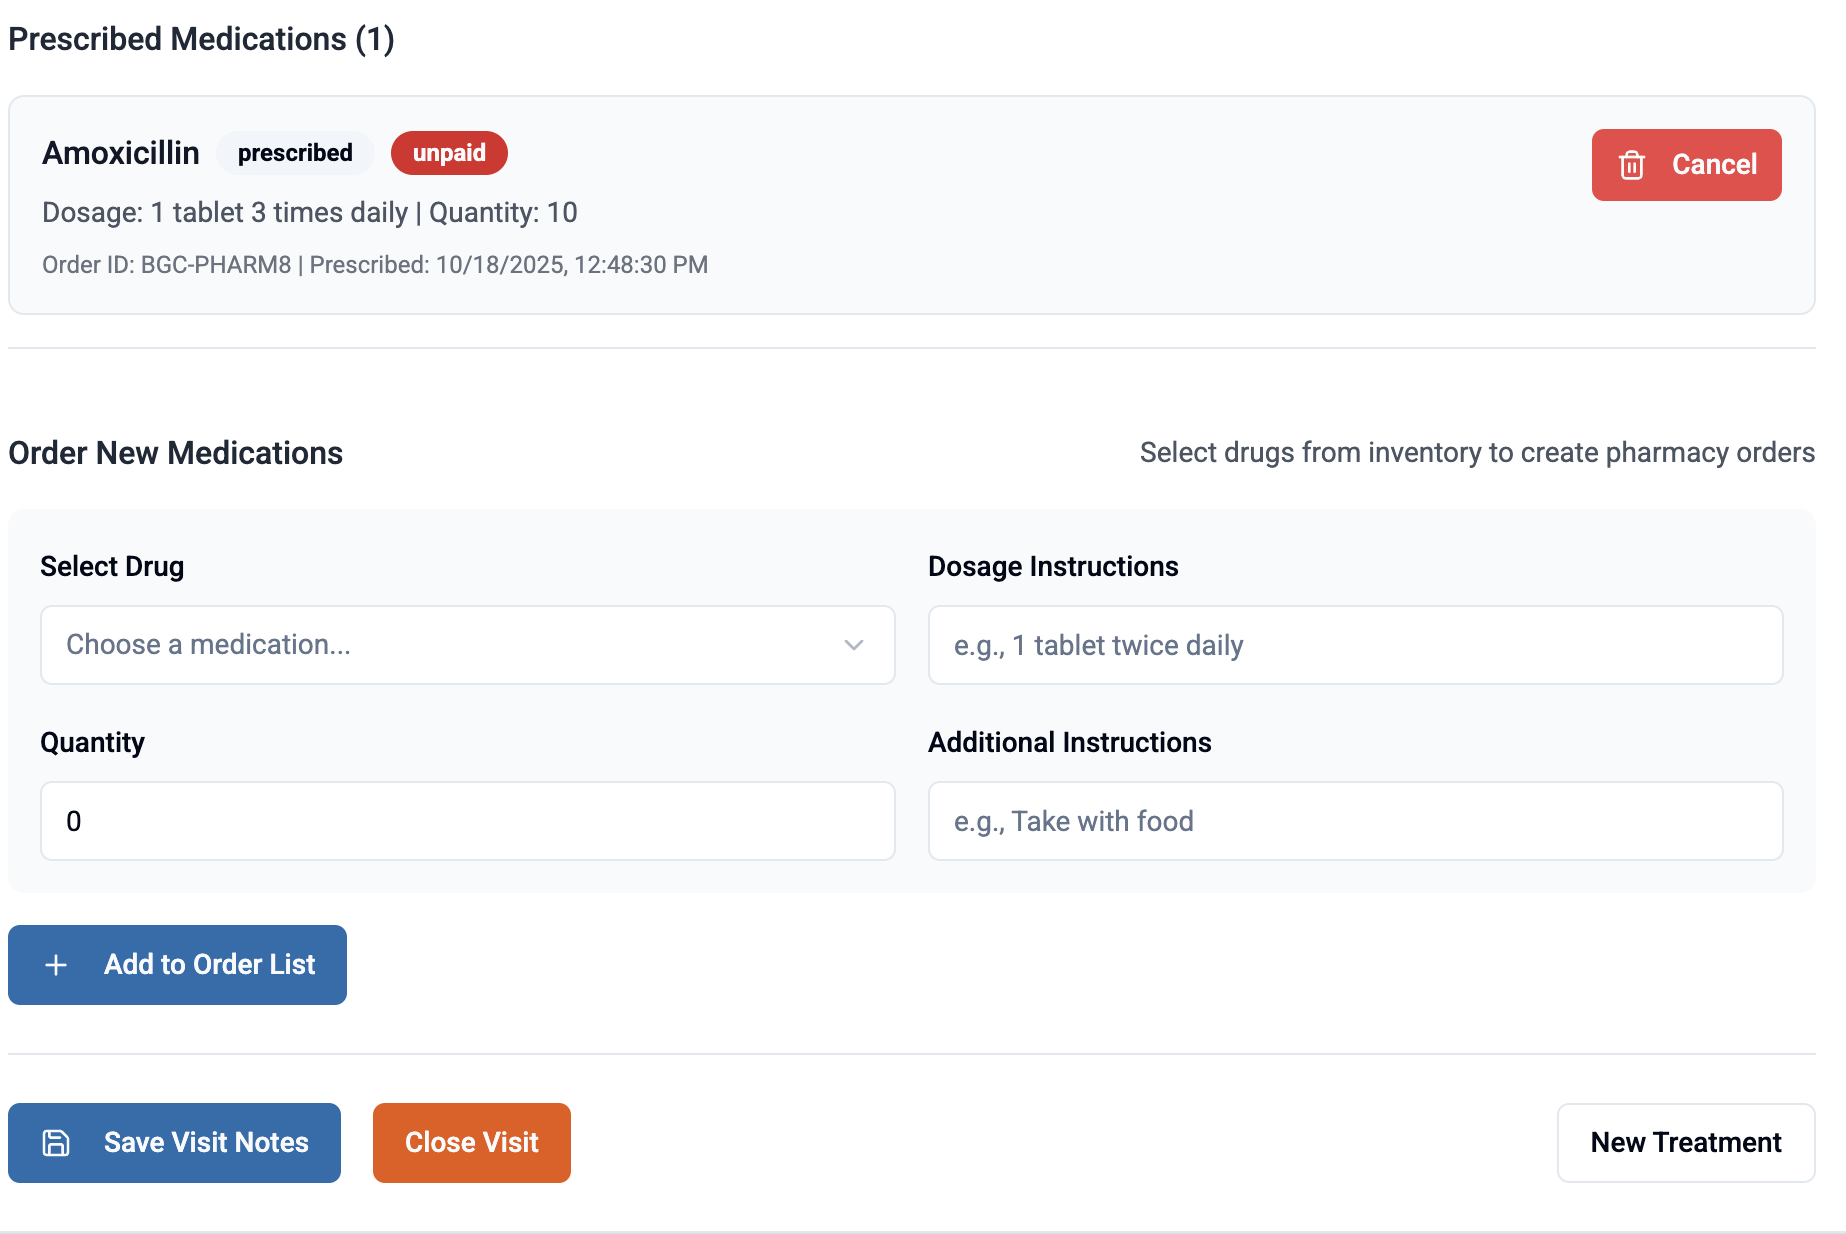 Prescribed Medications (1)
Amoxicillin prescribed unpaid
Cancel
Dosage: 1 tablet 3 times daily | Quantity: 10
Order ID: BGC-PHARM8 | Prescribed: 10/18/2025, 12:48:30 PM
Order New Medications
Select drugs from inventory to create pharmacy orders
Select Drug
Choose a medication...
Dosage Instructions
e.g., 1 tablet twice daily
Quantity
0
Additional Instructions
e.g., Take with food
Add to Order List
Save Visit Notes
Close Visit
New Treatment